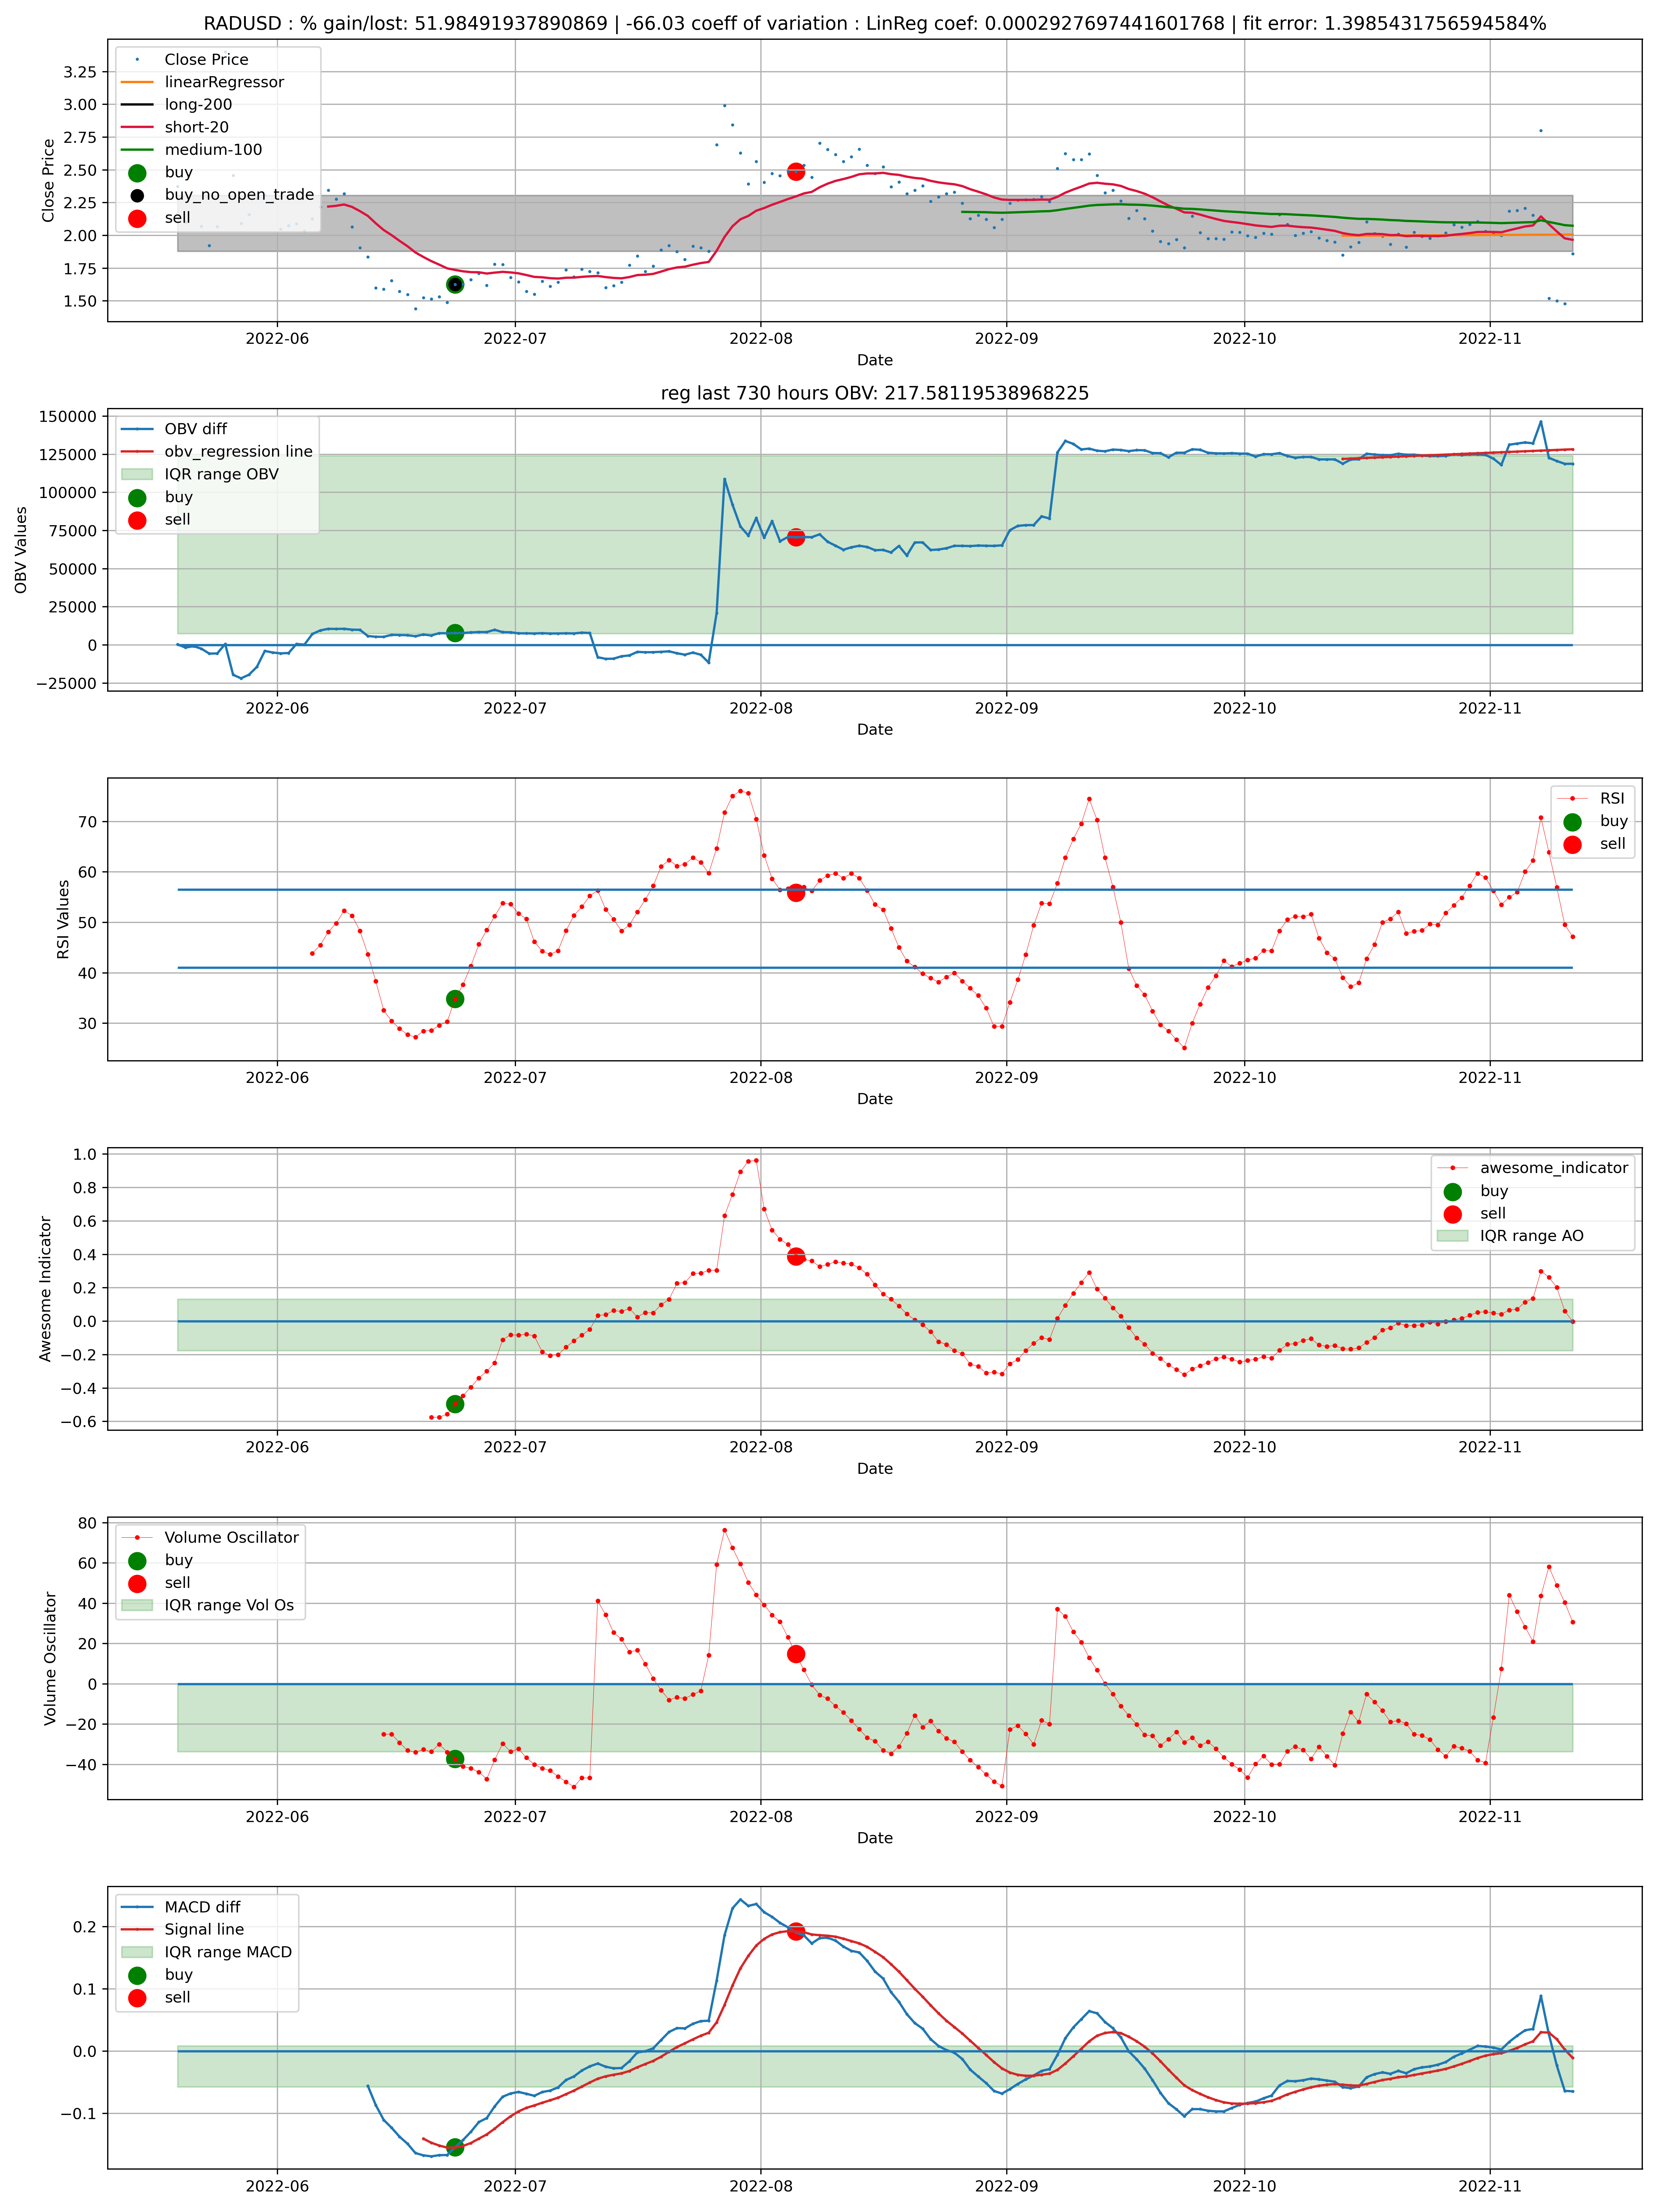 RADUSD : % gain/lost: 51.98491937890869 | -66.03 coeff of variation : LinReg coef: 0.0002927697441601768 | fit error: 1.3985431756594584%
Close Price
linearRegressor
long-200
short-20
medium-100
buy
buy_no_open_trade
sell
3.25
3.00
2.75
2.50
2.25
2.00
1.75
1.50
Close Price
2022-06 2022-07 2022-08 2022-09 2022-10 2022-11
Date
reg last 730 hours OBV: 217.58119538968225
OBV diff
obv_regression line
IQR range OBV
buy
sell
150000
125000
100000
75000
50000
25000
0
−25000
OBV Values
2022-06 2022-07 2022-08 2022-09 2022-10 2022-11
Date
RSI
buy
sell
70
60
50
40
30
RSI Values
2022-06 2022-07 2022-08 2022-09 2022-10 2022-11
Date
awesome_indicator
buy
sell
IQR range AO
1.0
0.8
0.6
0.4
0.2
0.0
−0.2
−0.4
−0.6
Awesome Indicator
2022-06 2022-07 2022-08 2022-09 2022-10 2022-11
Date
Volume Oscillator
buy
sell
IQR range Vol Os
80
60
40
20
0
−20
−40
Volume Oscillator
2022-06 2022-07 2022-08 2022-09 2022-10 2022-11
Date
MACD diff
Signal line
IQR range MACD
buy
sell
0.2
0.1
0.0
−0.1
2022-06 2022-07 2022-08 2022-09 2022-10 2022-11